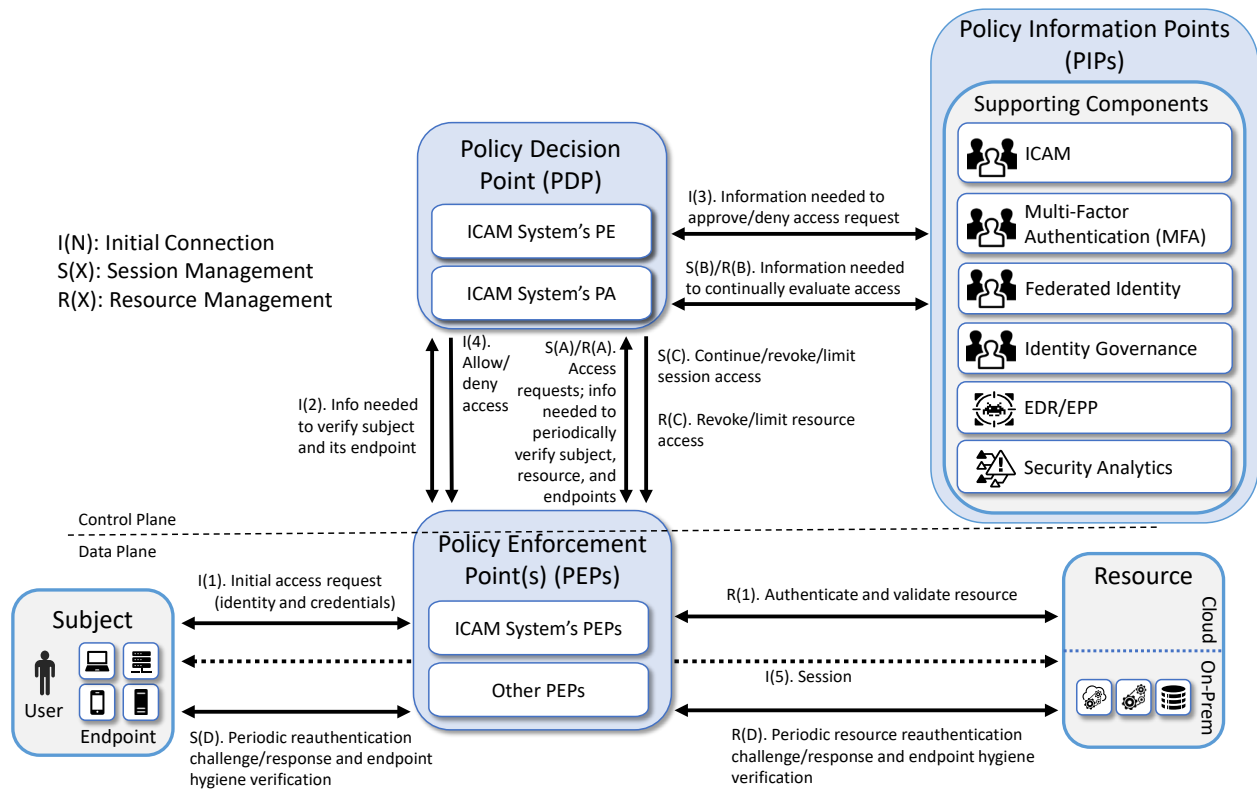 Policy Information Points
(PIPs)
Supporting Components
ICAM
Multi-Factor
Authentication (MFA)
Federated Identity
Identity Governance
EDR/EPP
Security Analytics
Policy Decision
Point (PDP)
ICAM System's PE
ICAM System's PA
I(3). Information needed to
approve/deny access request
S(B)/R(B). Information needed
to continually evaluate access
I(N): Initial Connection
S(X): Session Management
R(X): Resource Management
I(2). Info needed
to verify subject
and its endpoint
I(4).
Allow/
deny
access
S(A)/R(A).
Access
requests; info
needed to
periodically
verify subject,
resource, and
endpoints
S(C). Continue/revoke/limit
session access
R(C). Revoke/limit resource
access
Control Plane
Data Plane
Policy Enforcement
Point(s) (PEPs)
ICAM System's PEPs
Other PEPs
Subject
User
Endpoint
I(1). Initial access request
(identity and credentials)
S(D). Periodic reauthentication
challenge/response and endpoint
hygiene verification
R(1). Authenticate and validate resource
I(5). Session
R(D). Periodic resource reauthentication
challenge/response and endpoint hygiene
verification
Resource
Cloud
On-Prem